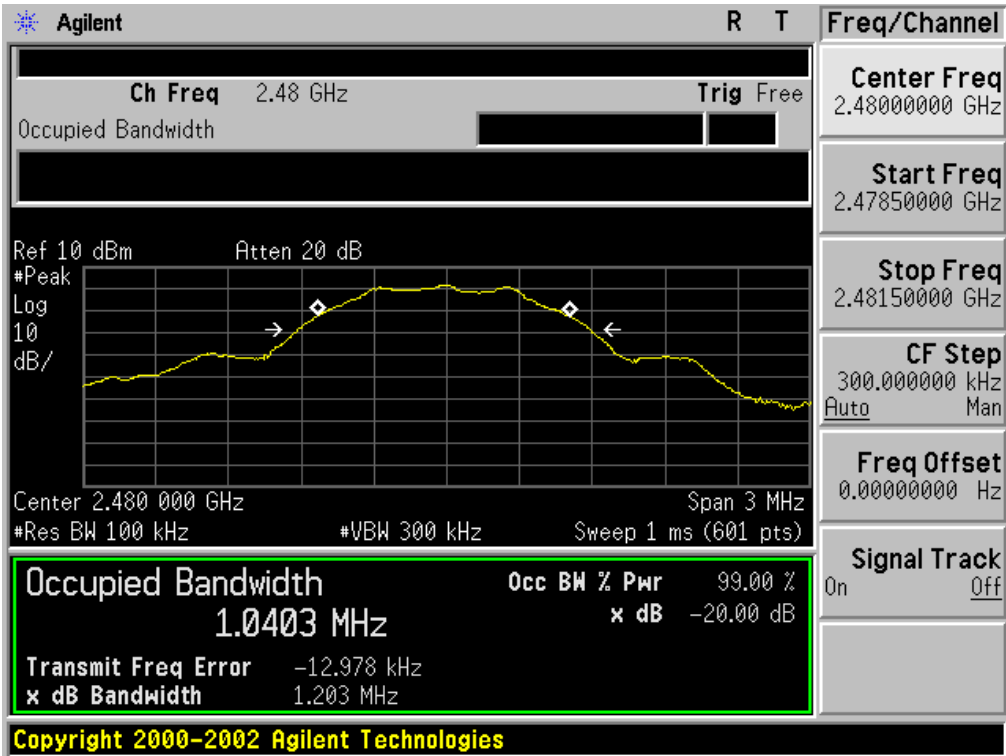 Agilent R T
Freq/Channel
Ch Freq 2.48 GHz Trig Free
Occupied Bandwidth
Ref 10 dBm Atten 20 dB
#Peak
Log
10
dB/
Center 2.480 000 GHz Span 3 MHz
#Res BW 100 kHz #VBW 300 kHz Sweep 1 ms (601 pts)
Occupied Bandwidth Occ BW % Pwr 99.00 %
1.0403 MHz x dB -20.00 dB
Transmit Freq Error -12.978 kHz
x dB Bandwidth 1.203 MHz
Center Freq
2.48000000 GHz
Start Freq
2.47850000 GHz
Stop Freq
2.48150000 GHz
CF Step
300.000000 kHz
Auto Man
Freq Offset
0.00000000 Hz
Signal Track
On Off
Copyright 2000-2002 Agilent Technologies